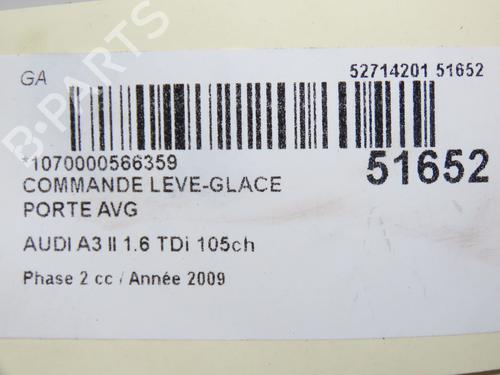 GA
52714201 51652
*1070000566359
51652
COMMANDE LEVE-GLACE
PORTE AVG
AUDI A3 II 1.6 TDi 105ch
Phase 2 cc / Année 2009
B-PARTS